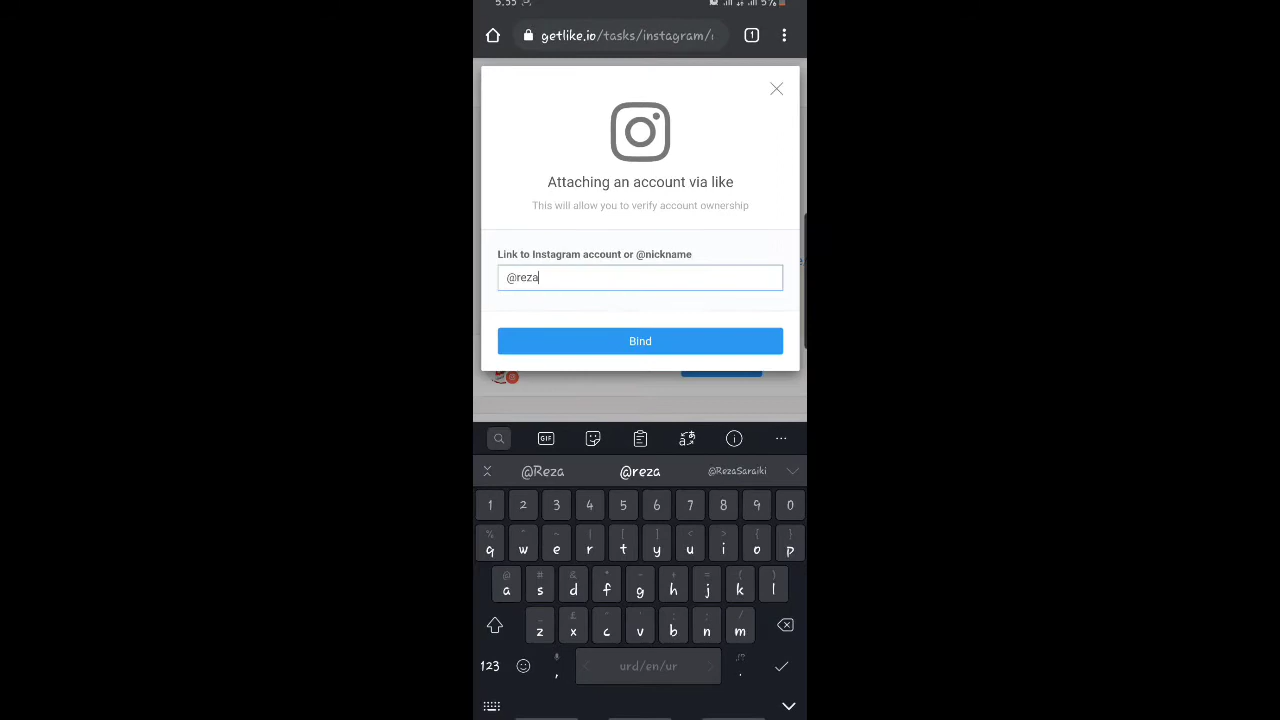 getlike.io/tasks/instagram/
1
Attaching an account via like
This will allow you to verify account ownership
Link to Instagram account or @nickname
@reza
Bind
GIF
@Reza @reza @RezaSaraiki
1 2 3 4 5 6 7 8 9 0
q w e r t y u i o p
a s d f g h j k l
z x c v b n m
123 , urd/en/ur .